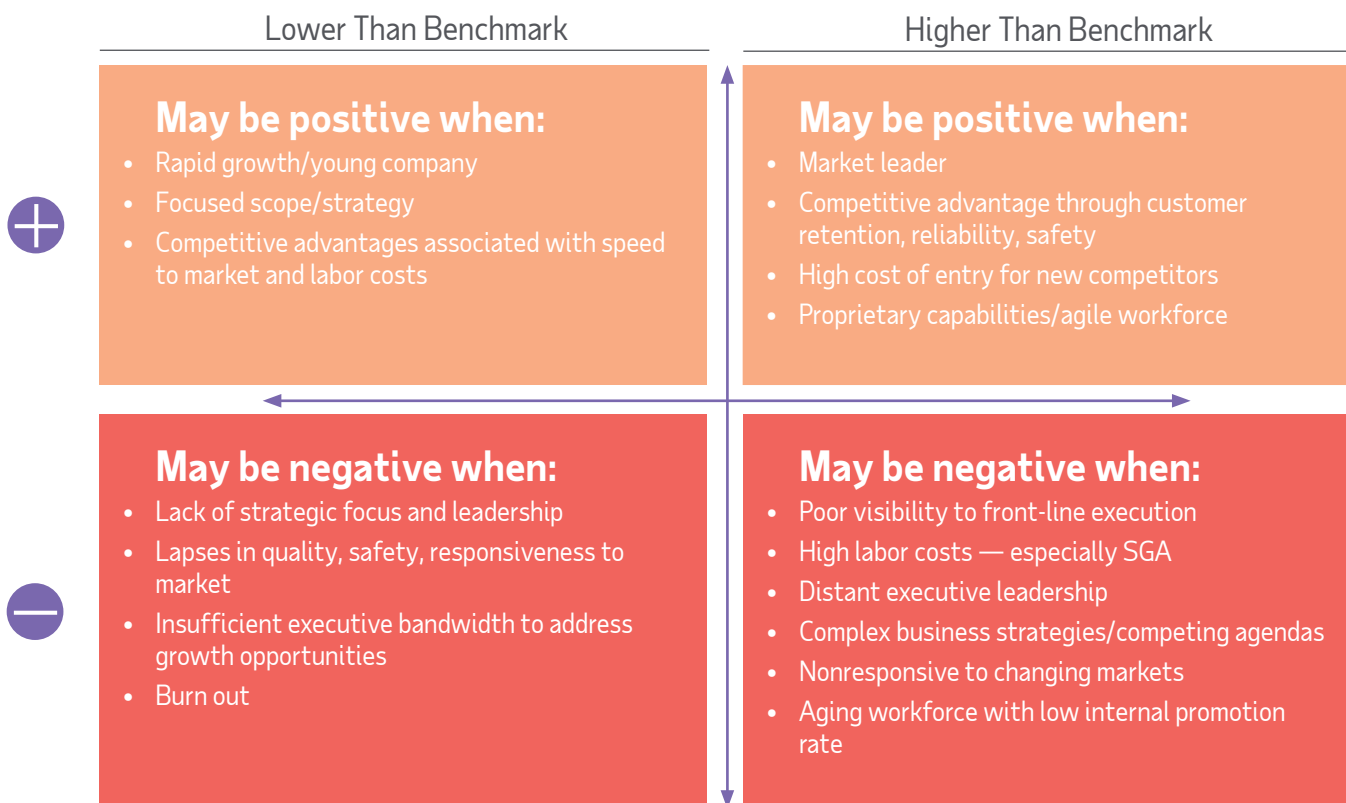 Lower Than Benchmark
Higher Than Benchmark
May be positive when:
• Rapid growth/young company
• Focused scope/strategy
• Competitive advantages associated with speed
to market and labor costs
May be positive when:
• Market leader
• Competitive advantage through customer
retention, reliability, safety
• High cost of entry for new competitors
• Proprietary capabilities/agile workforce
May be negative when:
• Lack of strategic focus and leadership
• Lapses in quality, safety, responsiveness to
market
• Insufficient executive bandwidth to address
growth opportunities
• Burn out
May be negative when:
• Poor visibility to front-line execution
• High labor costs — especially SGA
• Distant executive leadership
• Complex business strategies/competing agendas
• Nonresponsive to changing markets
• Aging workforce with low internal promotion
rate